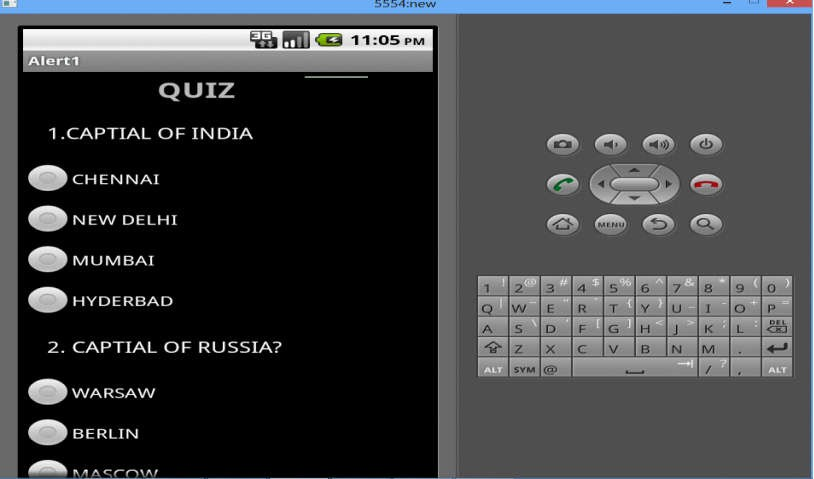 5554:new
3G 11:05 PM
Alert1
QUIZ
1.CAPTIAL OF INDIA
CHENNAI
NEW DELHI
MUMBAI
HYDERBAD
2. CAPTIAL OF RUSSIA?
WARSAW
BERLIN
MASCOW
MENU
1 ! 2 @ 3 # 4 $ 5 % 6 ^ 7 & 8 * 9 ( 0 )
Q | W ~ E " R ` T { Y } U _ I - O + P =
A S \ D ' F [ G ] H < J > K ; L : DEL
Z X C V B N M .
ALT SYM @ / ? , ALT